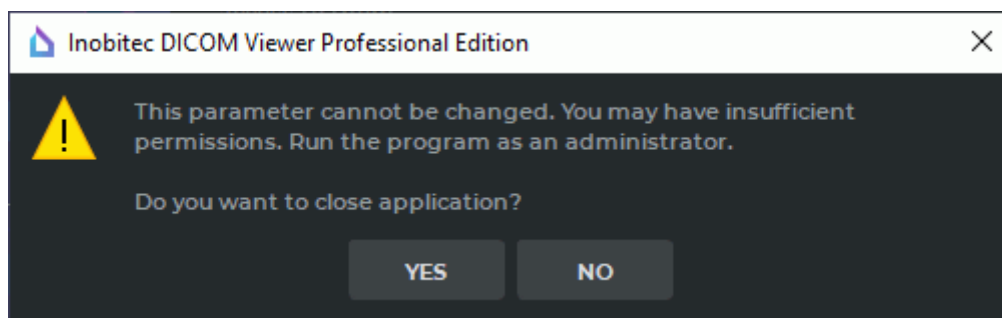 Inobitec DICOM Viewer Professional Edition
This parameter cannot be changed. You may have insufficient
permissions. Run the program as an administrator.
Do you want to close application?
YES NO